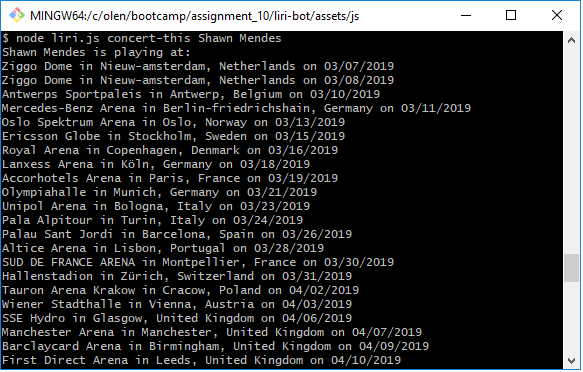 MINGW64:/c/olen/bootcamp/assignment_10/liri-bot/assets/js
$ node liri.js concert-this Shawn Mendes
Shawn Mendes is playing at:
Ziggo Dome in Nieuw-amsterdam, Netherlands on 03/07/2019
Ziggo Dome in Nieuw-amsterdam, Netherlands on 03/08/2019
Antwerps Sportpaleis in Antwerp, Belgium on 03/10/2019
Mercedes-Benz Arena in Berlin-friedrichshain, Germany on 03/11/2019
Oslo Spektrum Arena in Oslo, Norway on 03/13/2019
Ericsson Globe in Stockholm, Sweden on 03/15/2019
Royal Arena in Copenhagen, Denmark on 03/16/2019
Lanxess Arena in Köln, Germany on 03/18/2019
Accorhotels Arena in Paris, France on 03/19/2019
Olympiahalle in Munich, Germany on 03/21/2019
Unipol Arena in Bologna, Italy on 03/23/2019
Pala Alpitour in Turin, Italy on 03/24/2019
Palau Sant Jordi in Barcelona, Spain on 03/26/2019
Altice Arena in Lisbon, Portugal on 03/28/2019
SUD DE FRANCE ARENA in Montpellier, France on 03/30/2019
Hallenstadion in Zürich, Switzerland on 03/31/2019
Tauron Arena Krakow in Cracow, Poland on 04/02/2019
Wiener Stadthalle in Vienna, Austria on 04/03/2019
SSE Hydro in Glasgow, United Kingdom on 04/06/2019
Manchester Arena in Manchester, United Kingdom on 04/07/2019
Barclaycard Arena in Birmingham, United Kingdom on 04/09/2019
First Direct Arena in Leeds, United Kingdom on 04/10/2019